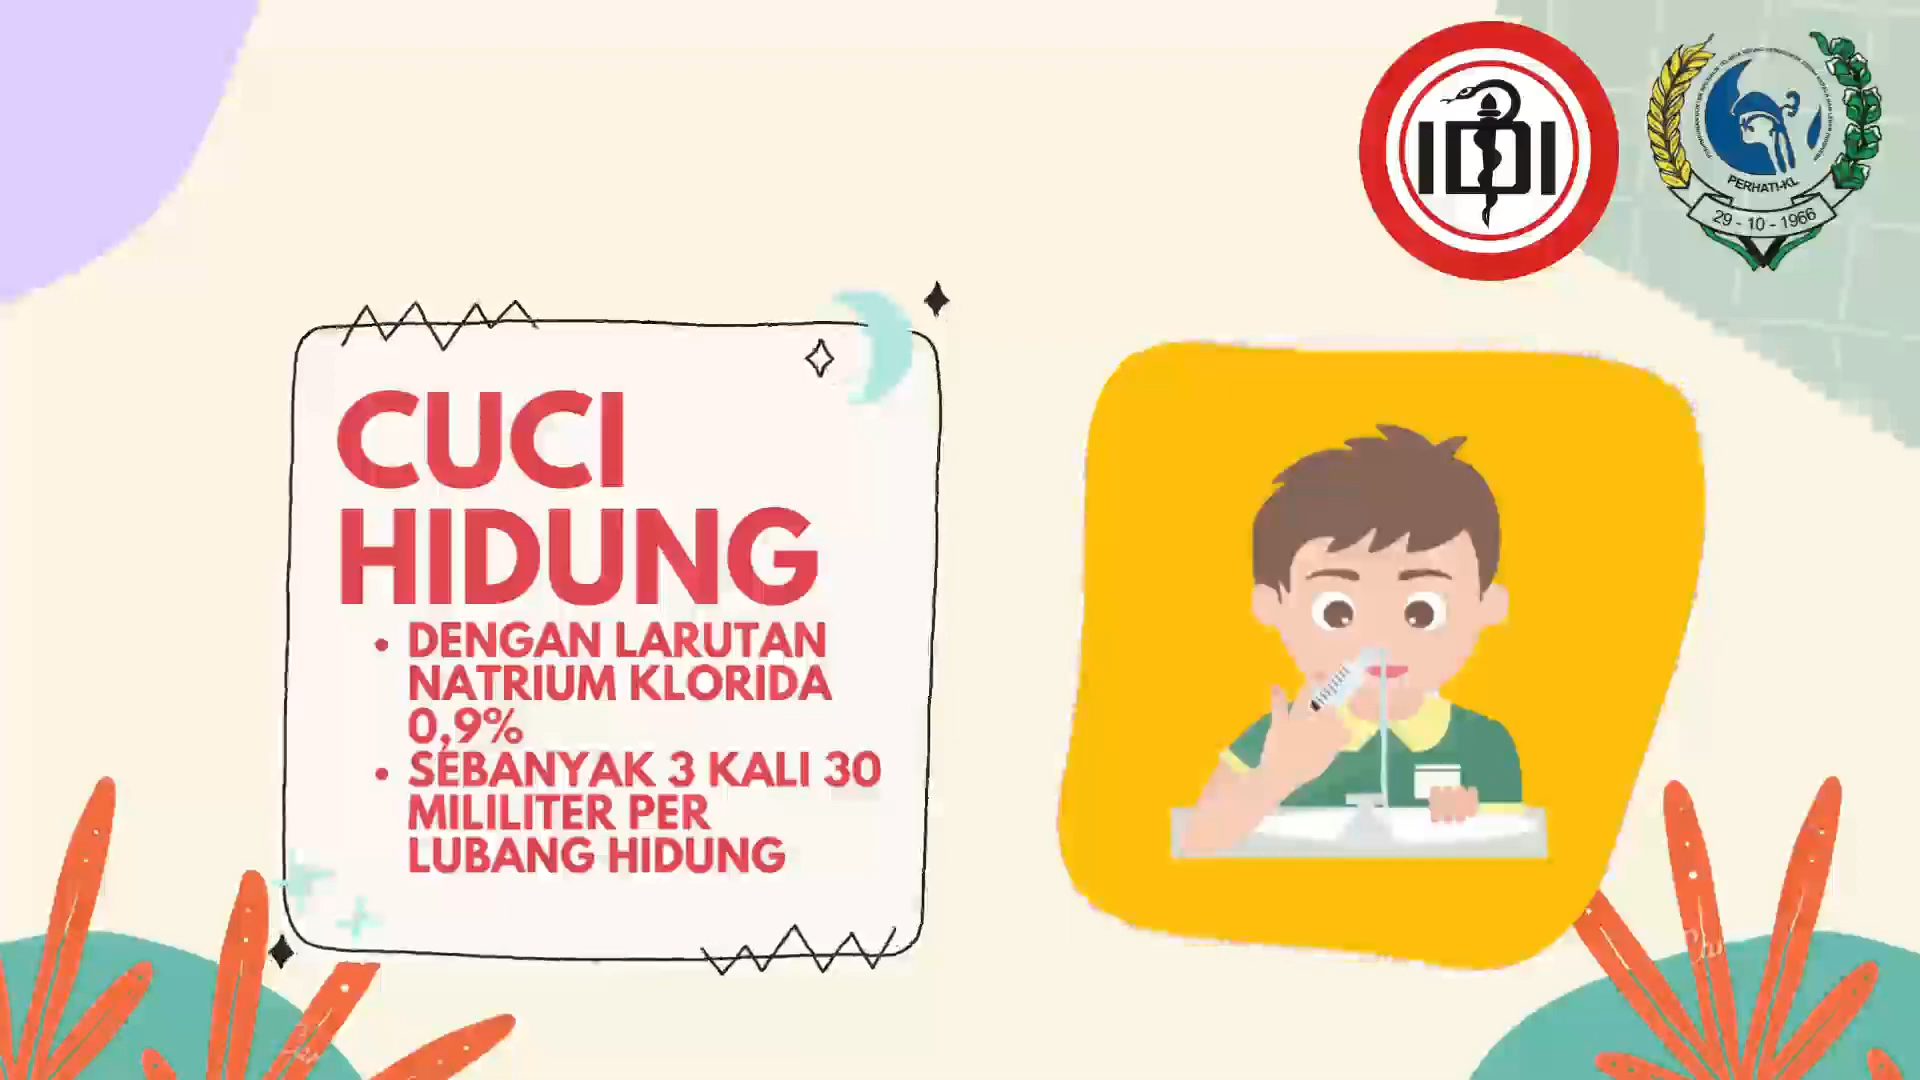 IDI
PERHATI-KL
29 - 10 - 1966
CUCI
HIDUNG
• DENGAN LARUTAN
NATRIUM KLORIDA
0,9%
• SEBANYAK 3 KALI 30
MILILITER PER
LUBANG HIDUNG